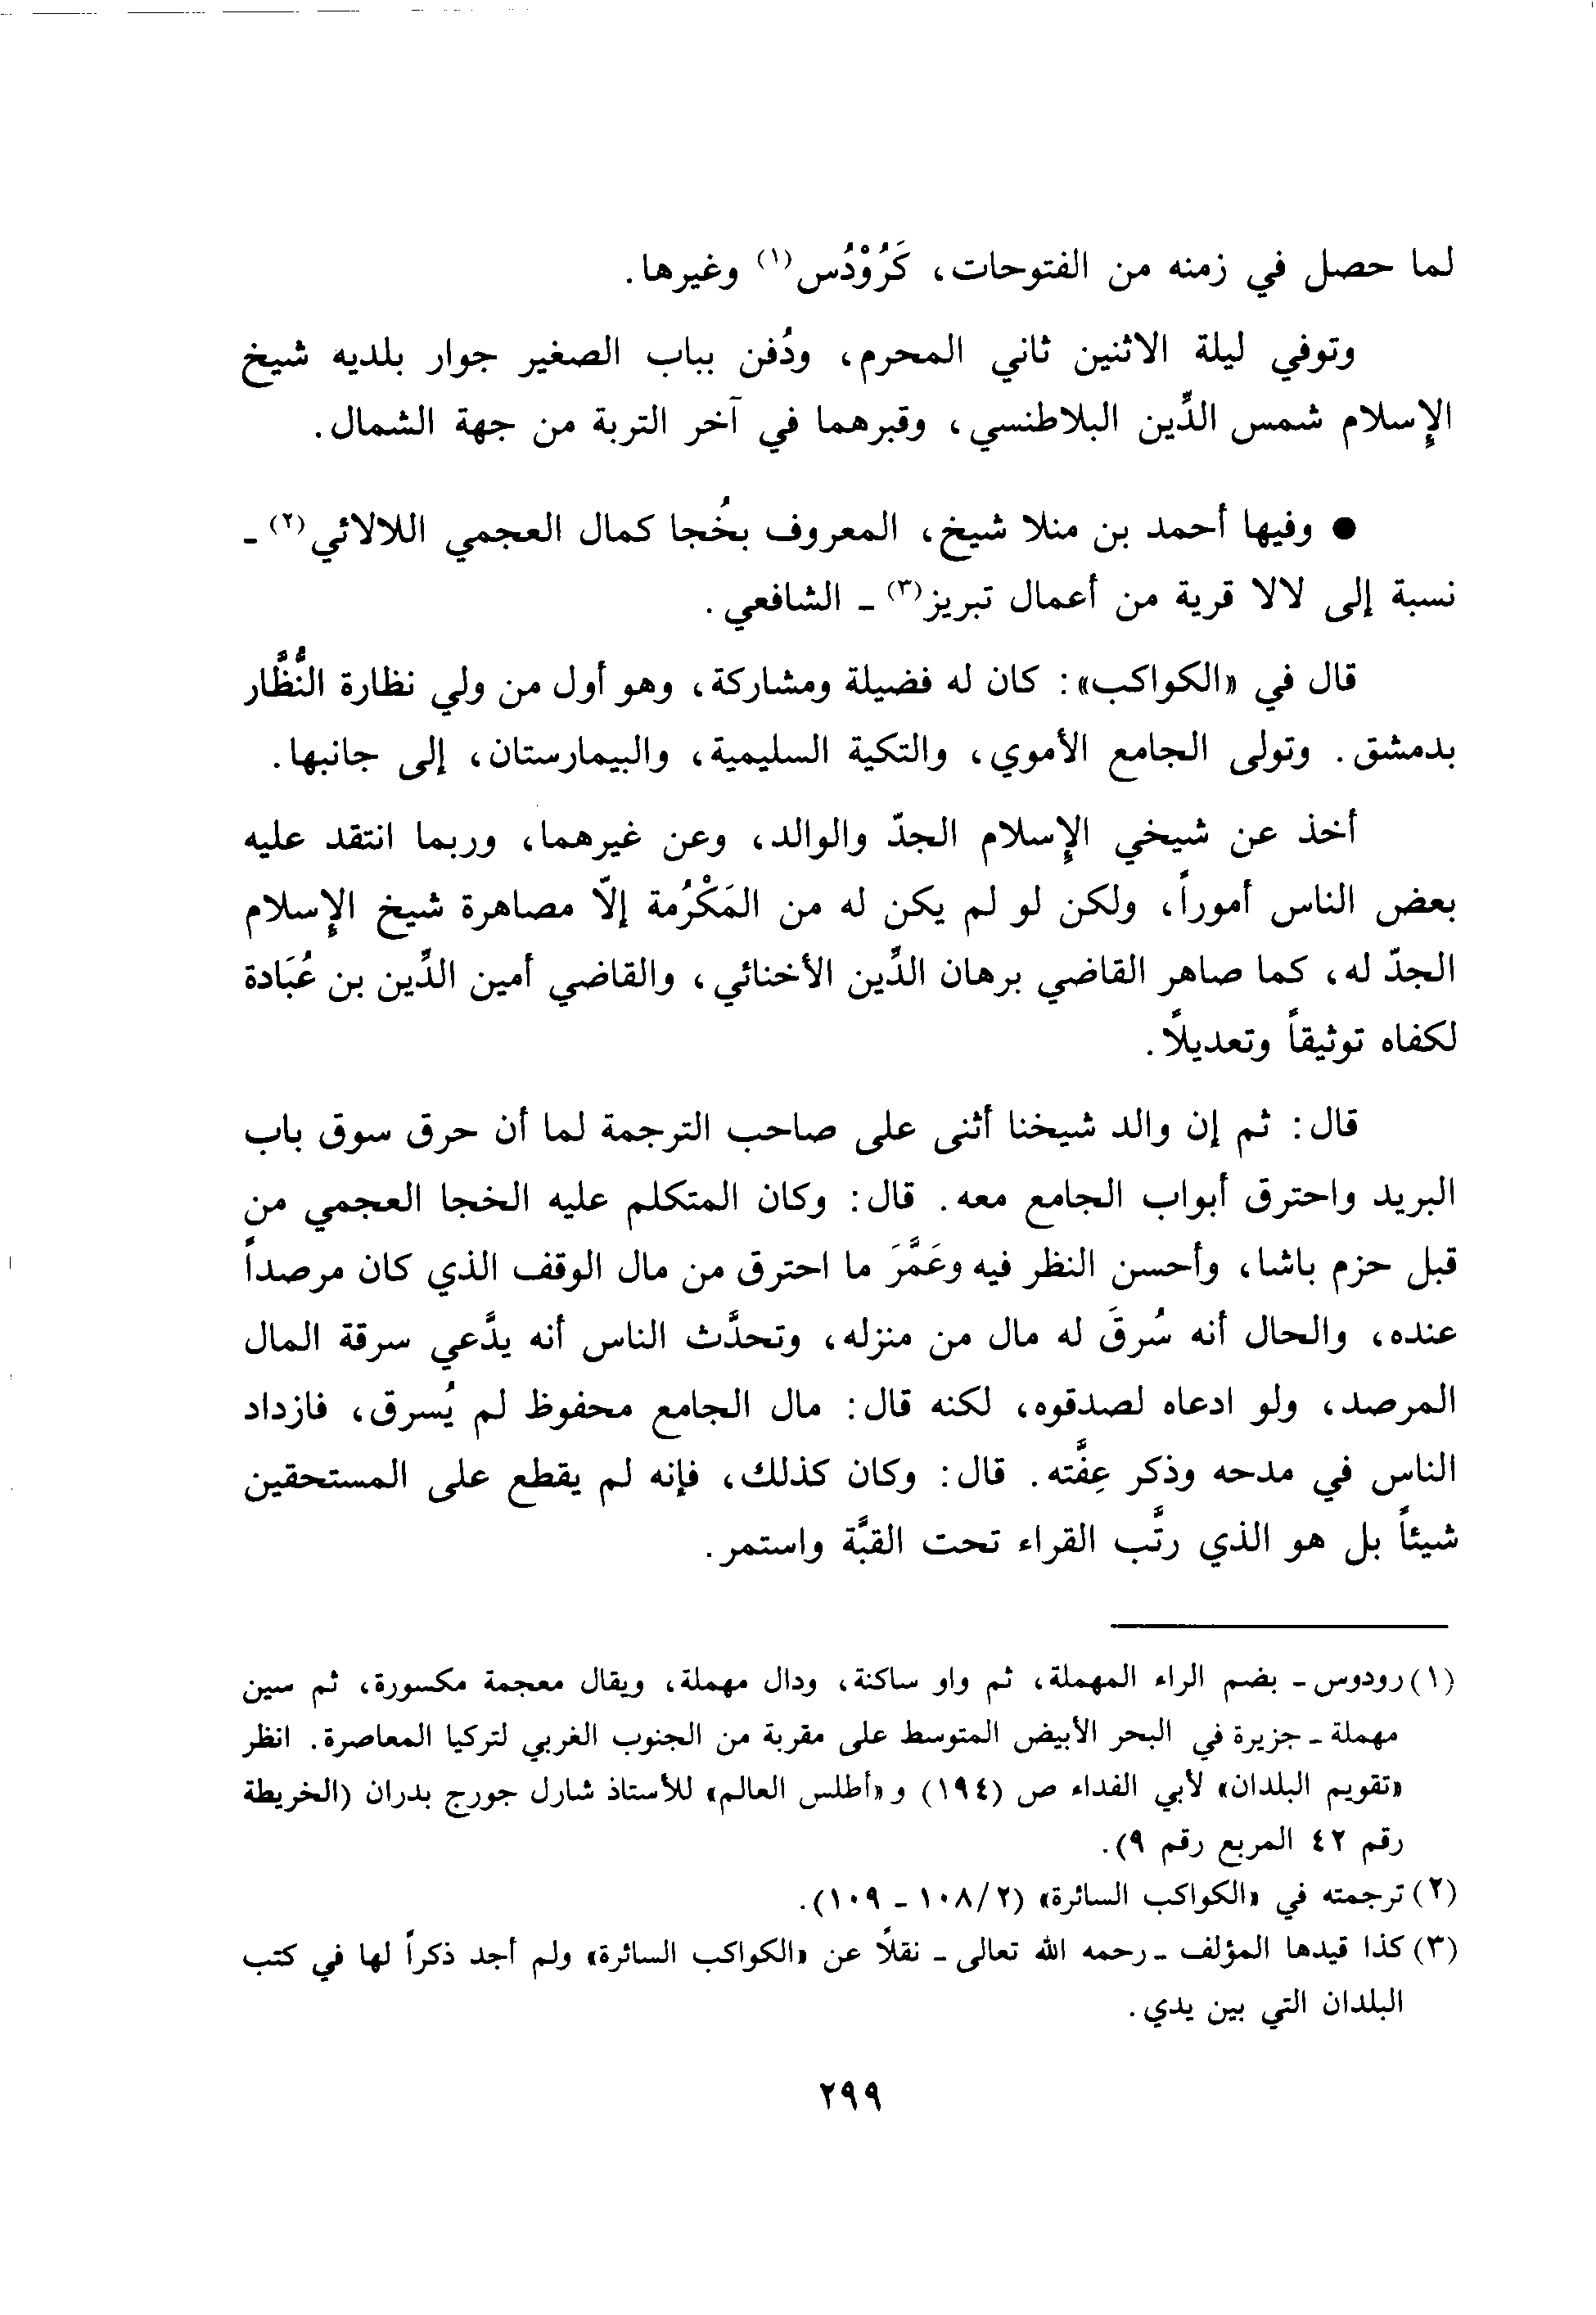 لما حصل في زمنه من الفتوحات، كَرُوْدُس(١) وغيرها.
وتوفي ليلة الاثنين ثاني المحرم، ودُفن بباب الصغير جوار بلديه شيخ
الإسلام شمس الدِّين البلاطنسي، وقبرهما في آخر التربة من جهة الشمال.
● وفيها أحمد بن منلا شيخ، المعروف بخُجا كمال العجمي اللالائي(٢) -
نسبة إلى لالا قرية من أعمال تبريز(٣) - الشافعي.
قال في «الكواكب»: كان له فضيلة ومشاركة، وهو أول من ولي نظارة النُّظَّار
بدمشق. وتولى الجامع الأموي، والتكية السليمية، والبيمارستان، إلى جانبها.
أخذ عن شيخي الإسلام الجدّ والوالد، وعن غيرهما، وربما انتقد عليه
بعض الناس أموراً، ولكن لو لم يكن له من المَكْرُمة إلّا مصاهرة شيخ الإسلام
الجدّ له، كما صاهر القاضي برهان الدِّين الأخنائي، والقاضي أمين الدِّين بن عُبَادة
لكفاه توثيقاً وتعديلاً.
قال: ثم إن والد شيخنا أثنى على صاحب الترجمة لما أن حرق سوق باب
البريد واحترق أبواب الجامع معه. قال: وكان المتكلم عليه الخجا العجمي من
قبل حزم باشا، وأحسن النظر فيه وعَمَّرَ ما احترق من مال الوقف الذي كان مرصداً
عنده، والحال أنه سُرقَ له مال من منزله، وتحدَّث الناس أنه يدَّعي سرقة المال
المرصد، ولو ادعاه لصدقوه، لكنه قال: مال الجامع محفوظ لم يُسرق، فازداد
الناس في مدحه وذكر عِفَّته. قال: وكان كذلك، فإنه لم يقطع على المستحقين
شيئاً بل هو الذي رتَّب القراء تحت القبَّة واستمر.
(١) رودوس - بضم الراء المهملة، ثم واو ساكنة، ودال مهملة، ويقال معجمة مكسورة، ثم سين
مهملة - جزيرة في البحر الأبيض المتوسط على مقربة من الجنوب الغربي لتركيا المعاصرة. انظر
«تقويم البلدان» لأبي الفداء ص (١٩٤) و «أطلس العالم» للأستاذ شارل جورج بدران (الخريطة
رقم ٤٢ المربع رقم ٩).
(٢) ترجمته في «الكواكب السائرة» (٢/١٠٨ - ١٠٩).
(٣) كذا قيدها المؤلف - رحمه الله تعالى - نقلاً عن «الكواكب السائرة» ولم أجد ذكراً لها في كتب
البلدان التي بين يدي.
٢٩٩